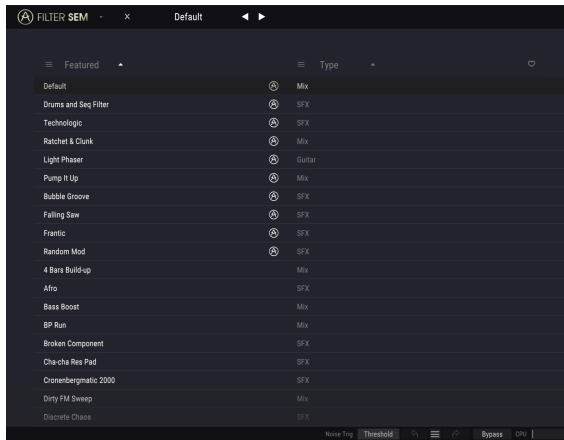 FILTER SEM Default
Featured Type
Default Mix
Drums and Seq Filter SFX
Technologic SFX
Ratchet & Clunk Mix
Light Phaser Guitar
Pump It Up Mix
Bubble Groove SFX
Falling Saw SFX
Frantic SFX
Random Mod SFX
4 Bars Build-up Mix
Afro SFX
Bass Boost Mix
BP Run Mix
Broken Component SFX
Cha-cha Res Pad SFX
Cronenbergmatic 2000 SFX
Dirty FM Sweep Mix
Discrete Chaos SFX
Noise Trig Threshold Bypass CPU